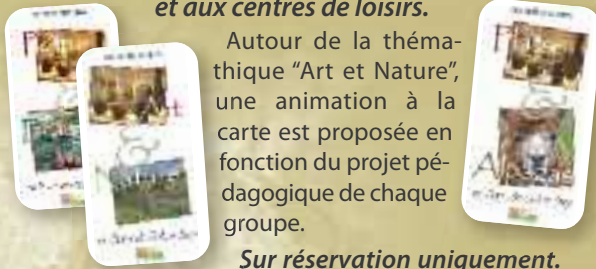 et aux centres de loisirs.
Autour de la théma-
thique “Art et Nature”,
une animation à la
carte est proposée en
fonction du projet pé-
dagogique de chaque
groupe.
Sur réservation uniquement.